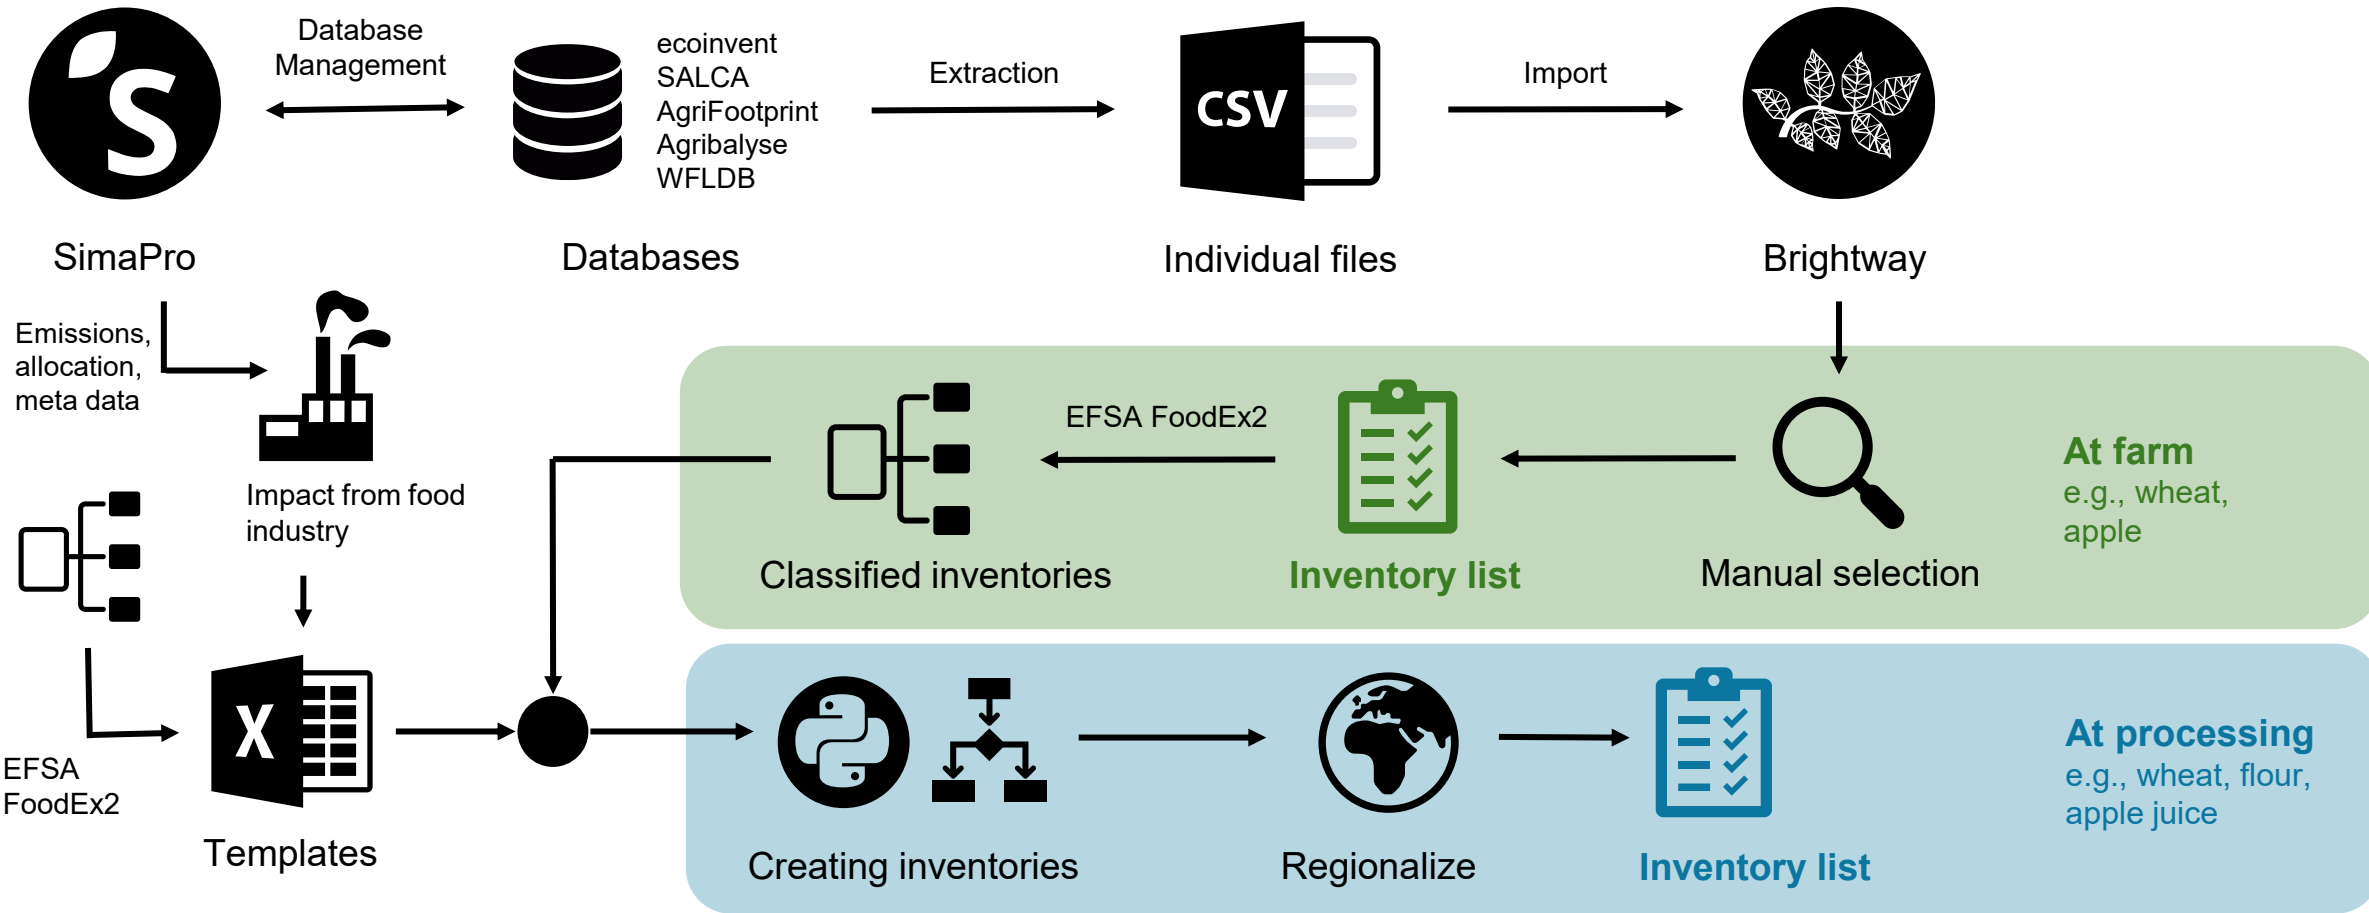 Database
Management
ecoinvent
SALCA
AgriFootprint
Agribalyse
WFLDB
Extraction
CSV
Import
S
SimaPro
Databases
Individual files
Brightway
Emissions,
allocation,
meta data
Impact from food
industry
EFSA FoodEx2
At farm
e.g., wheat,
apple
Classified inventories
Inventory list
Manual selection
EFSA
FoodEx2
X
Templates
Creating inventories
Regionalize
Inventory list
At processing
e.g., wheat, flour,
apple juice